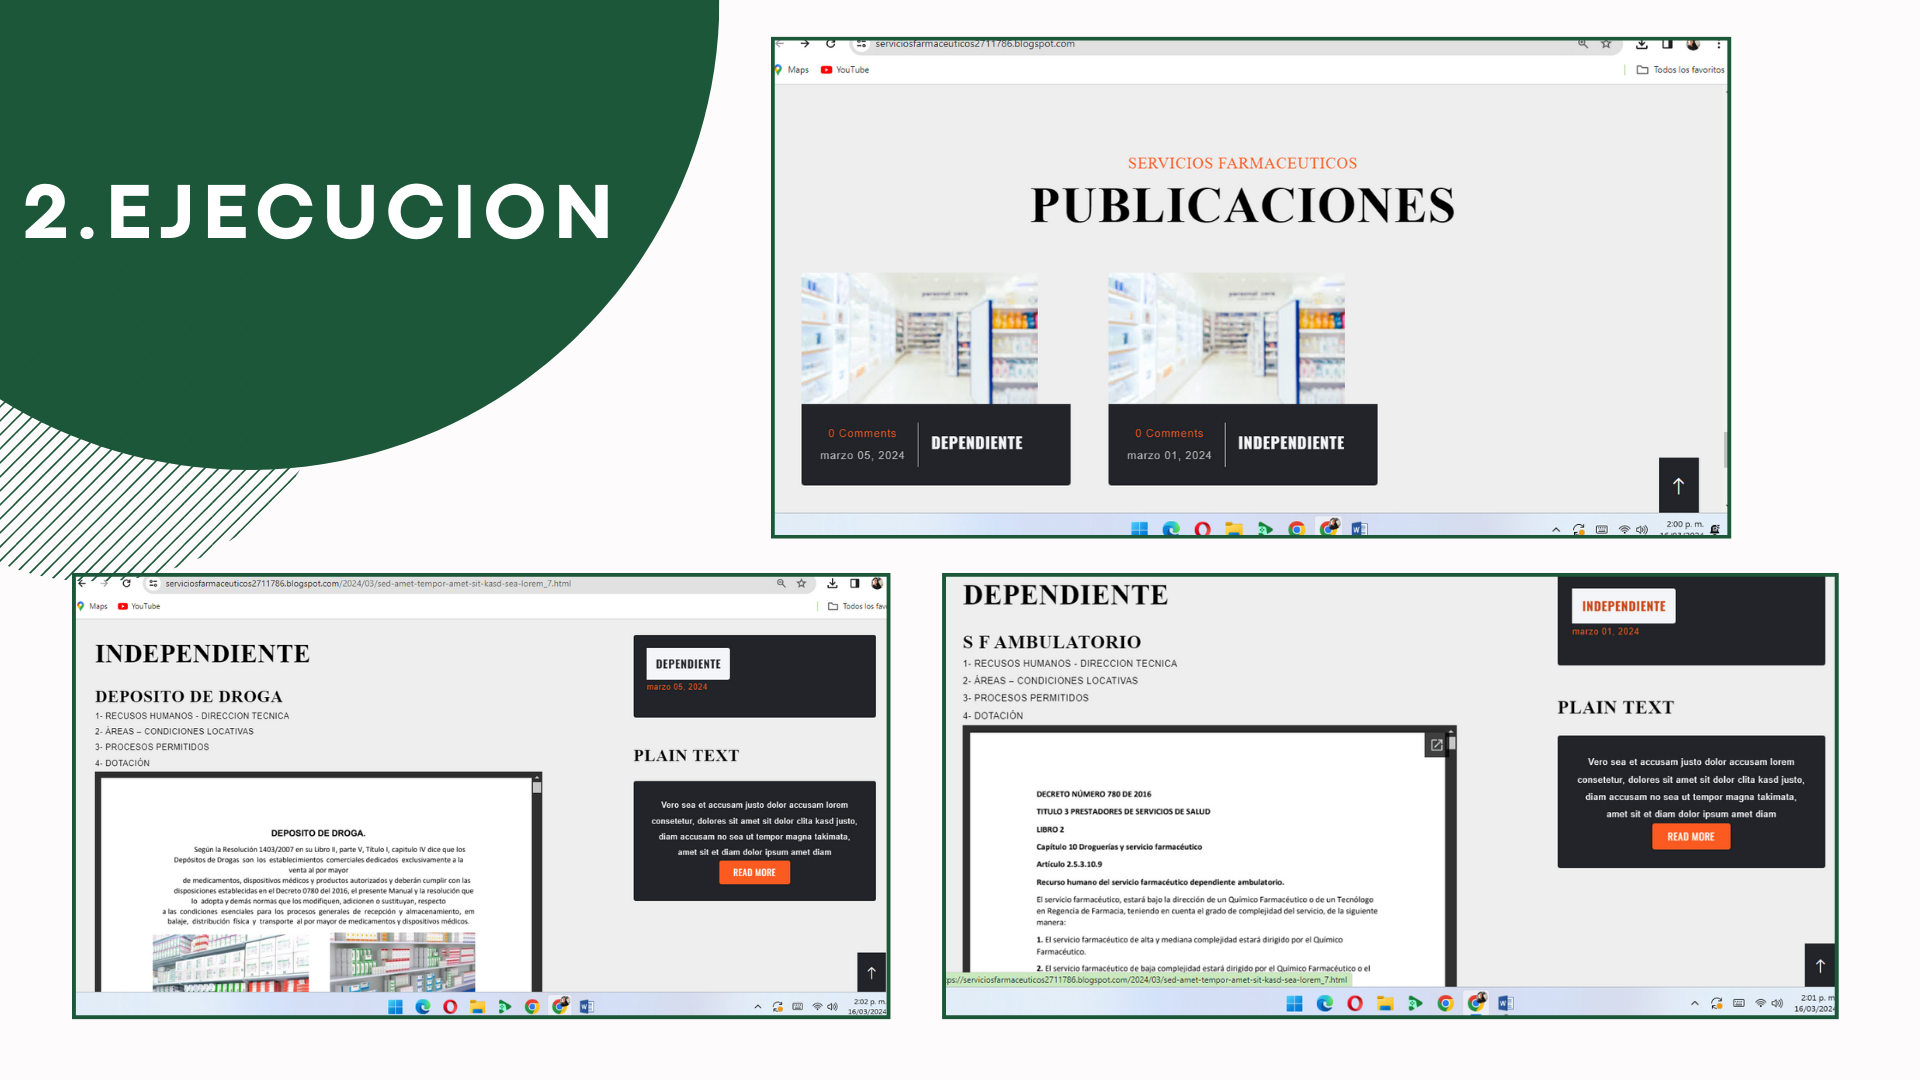 2.EJECUCION
serviciosfarmaceuticos2711786.blogspot.com
Maps YouTube Todos los favoritos
SERVICIOS FARMACEUTICOS
PUBLICACIONES
personal care
personal care
0 Comments
marzo 05, 2024
DEPENDIENTE
0 Comments
marzo 01, 2024
INDEPENDIENTE
2:00 p. m.
16/03/2024
serviciosfarmaceuticos2711786.blogspot.com/2024/03/sed-amet-tempor-amet-sit-kasd-sea-lorem_7.html
Maps YouTube Todos los fav
INDEPENDIENTE
DEPOSITO DE DROGA
1- RECUSOS HUMANOS - DIRECCION TECNICA
2- ÁREAS – CONDICIONES LOCATIVAS
3- PROCESOS PERMITIDOS
4- DOTACIÓN
DEPOSITO DE DROGA.
Según la Resolución 1403/2007 en su Libro II, parte V, Título I, capitulo IV dice que los
Depósitos de Drogas son los establecimientos comerciales dedicados exclusivamente a la
venta al por mayor
de medicamentos, dispositivos médicos y productos autorizados y deberán cumplir con las
disposiciones establecidas en el Decreto 0780 del 2016, el presente Manual y la resolución que
lo adopta y demás normas que los modifiquen, adicionen o sustituyan, respecto
a las condiciones esenciales para los procesos generales de recepción y almacenamiento, em
balaje, distribución física y transporte al por mayor de medicamentos y dispositivos médicos.
DEPENDIENTE
marzo 05, 2024
PLAIN TEXT
Vero sea et accusam justo dolor accusam lorem
consetetur, dolores sit amet sit dolor clita kasd justo,
diam accusam no sea ut tempor magna takimata,
amet sit et diam dolor ipsum amet diam
READ MORE
2:02 p. m.
16/03/2024
DEPENDIENTE
S F AMBULATORIO
1- RECUSOS HUMANOS - DIRECCION TECNICA
2- ÁREAS – CONDICIONES LOCATIVAS
3- PROCESOS PERMITIDOS
4- DOTACIÓN
DECRETO NÚMERO 780 DE 2016
TITULO 3 PRESTADORES DE SERVICIOS DE SALUD
LIBRO 2
Capítulo 10 Droguerías y servicio farmacéutico
Artículo 2.5.3.10.9
Recurso humano del servicio farmacéutico dependiente ambulatorio.
El servicio farmacéutico, estará bajo la dirección de un Químico Farmacéutico o de un Tecnólogo
en Regencia de Farmacia, teniendo en cuenta el grado de complejidad del servicio, de la siguiente
manera:
1. El servicio farmacéutico de alta y mediana complejidad estará dirigido por el Químico
Farmacéutico.
2. El servicio farmacéutico de baja complejidad estará dirigido por el Químico Farmacéutico o el
ps://serviciosfarmaceuticos2711786.blogspot.com/2024/03/sed-amet-tempor-amet-sit-kasd-sea-lorem_7.html
INDEPENDIENTE
marzo 01, 2024
PLAIN TEXT
Vero sea et accusam justo dolor accusam lorem
consetetur, dolores sit amet sit dolor clita kasd justo,
diam accusam no sea ut tempor magna takimata,
amet sit et diam dolor ipsum amet diam
READ MORE
2:01 p. m
16/03/202